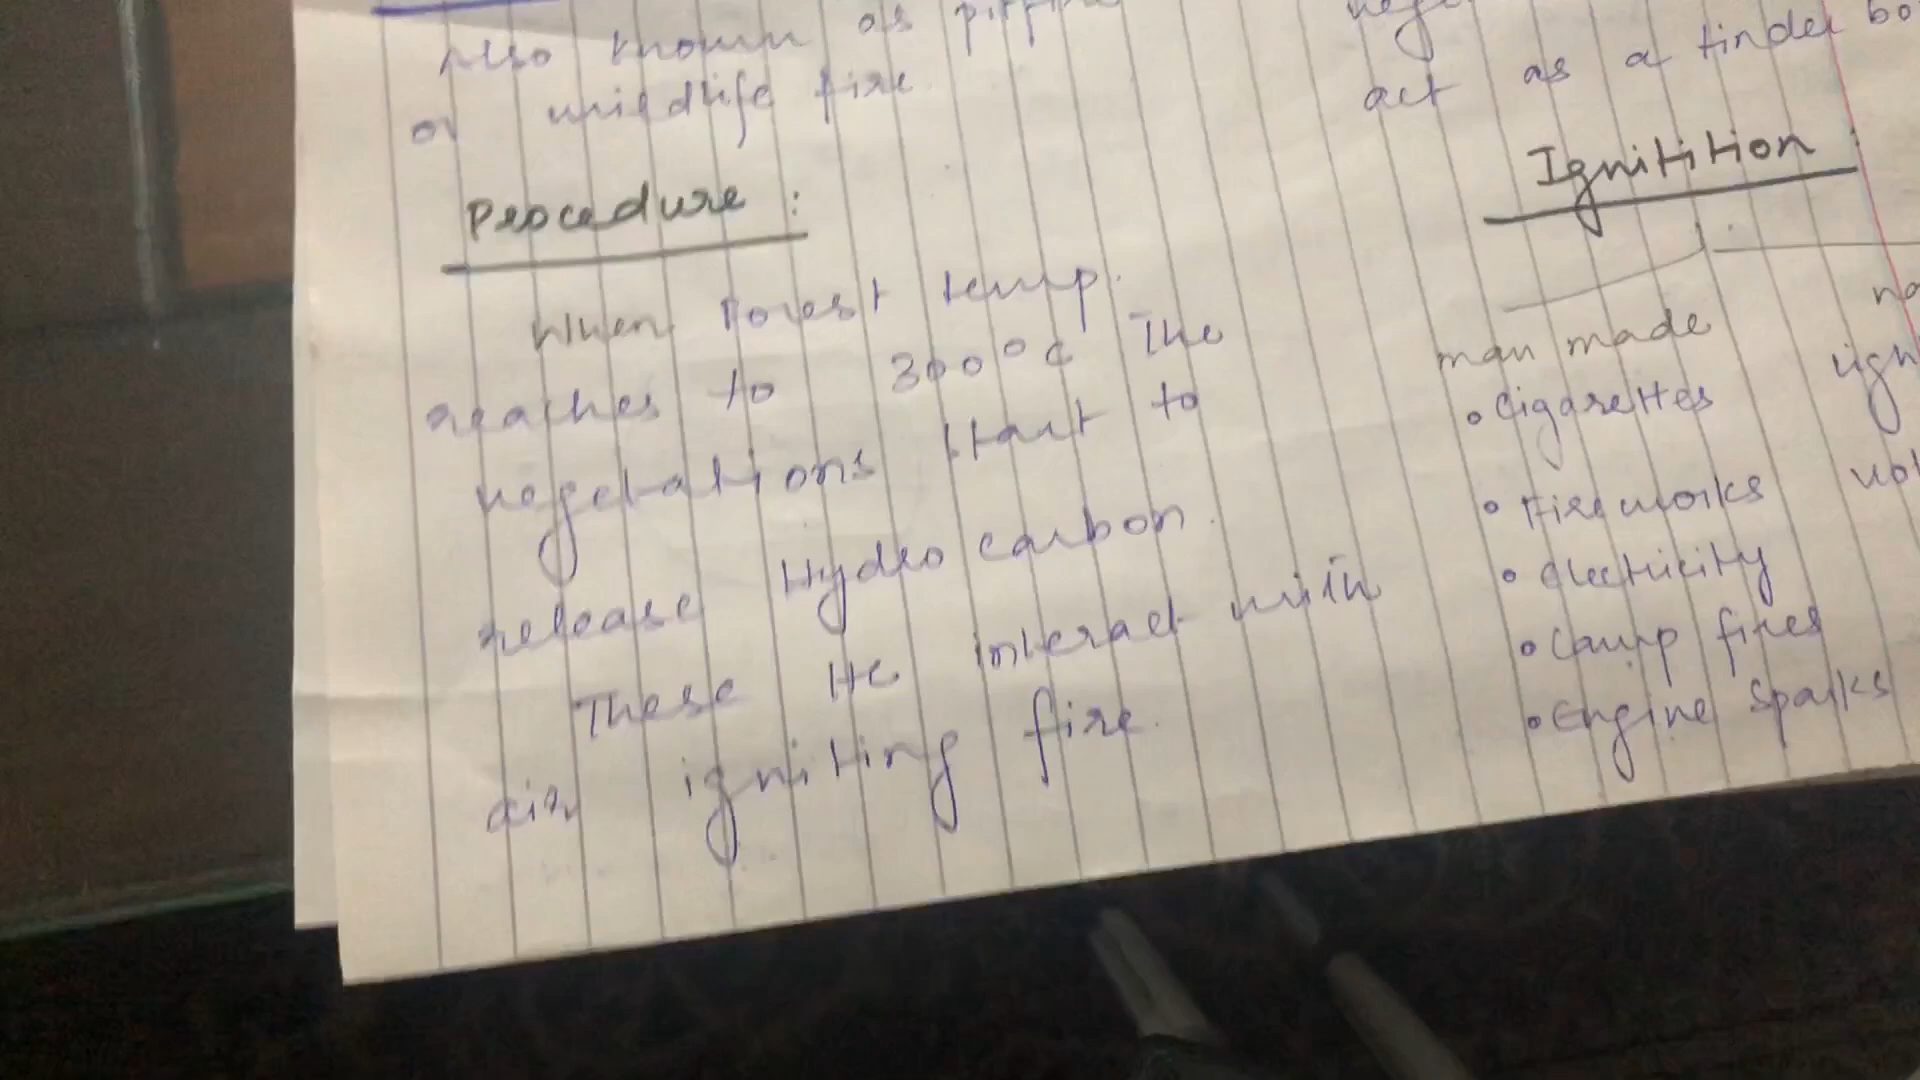 Also known as
or wildlife fire.
Procedure :
When Forest temp.
reaches to 300°C The
vegetations start to
release Hydro carbon.
These HC interact with
air igniting fire.
act as a tinder bo
Ignitition :
man made
• Cigarettes
• Fireworks
• Electricity
• Camp fires
• Engine Sparks